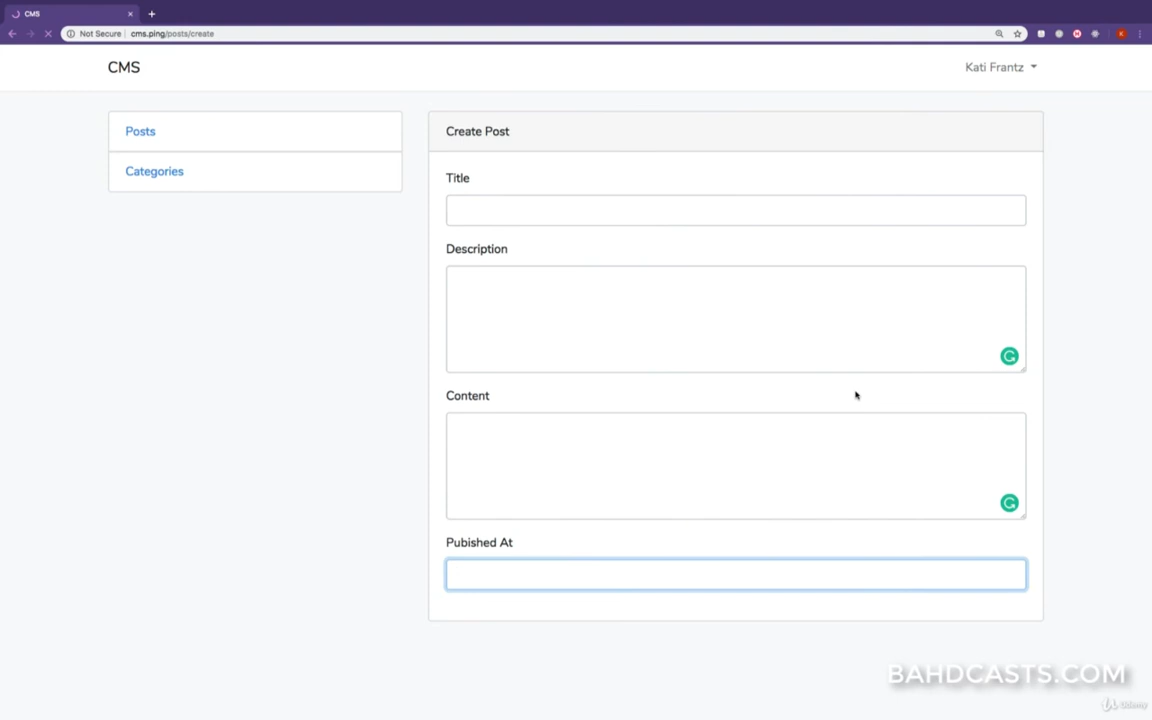 CMS
Not Secure cms.ping/posts/create
CMS
Kati Frantz
Posts
Categories
Create Post
Title
Description
Content
Pubished At
BAHDCASTS.COM
Udemy